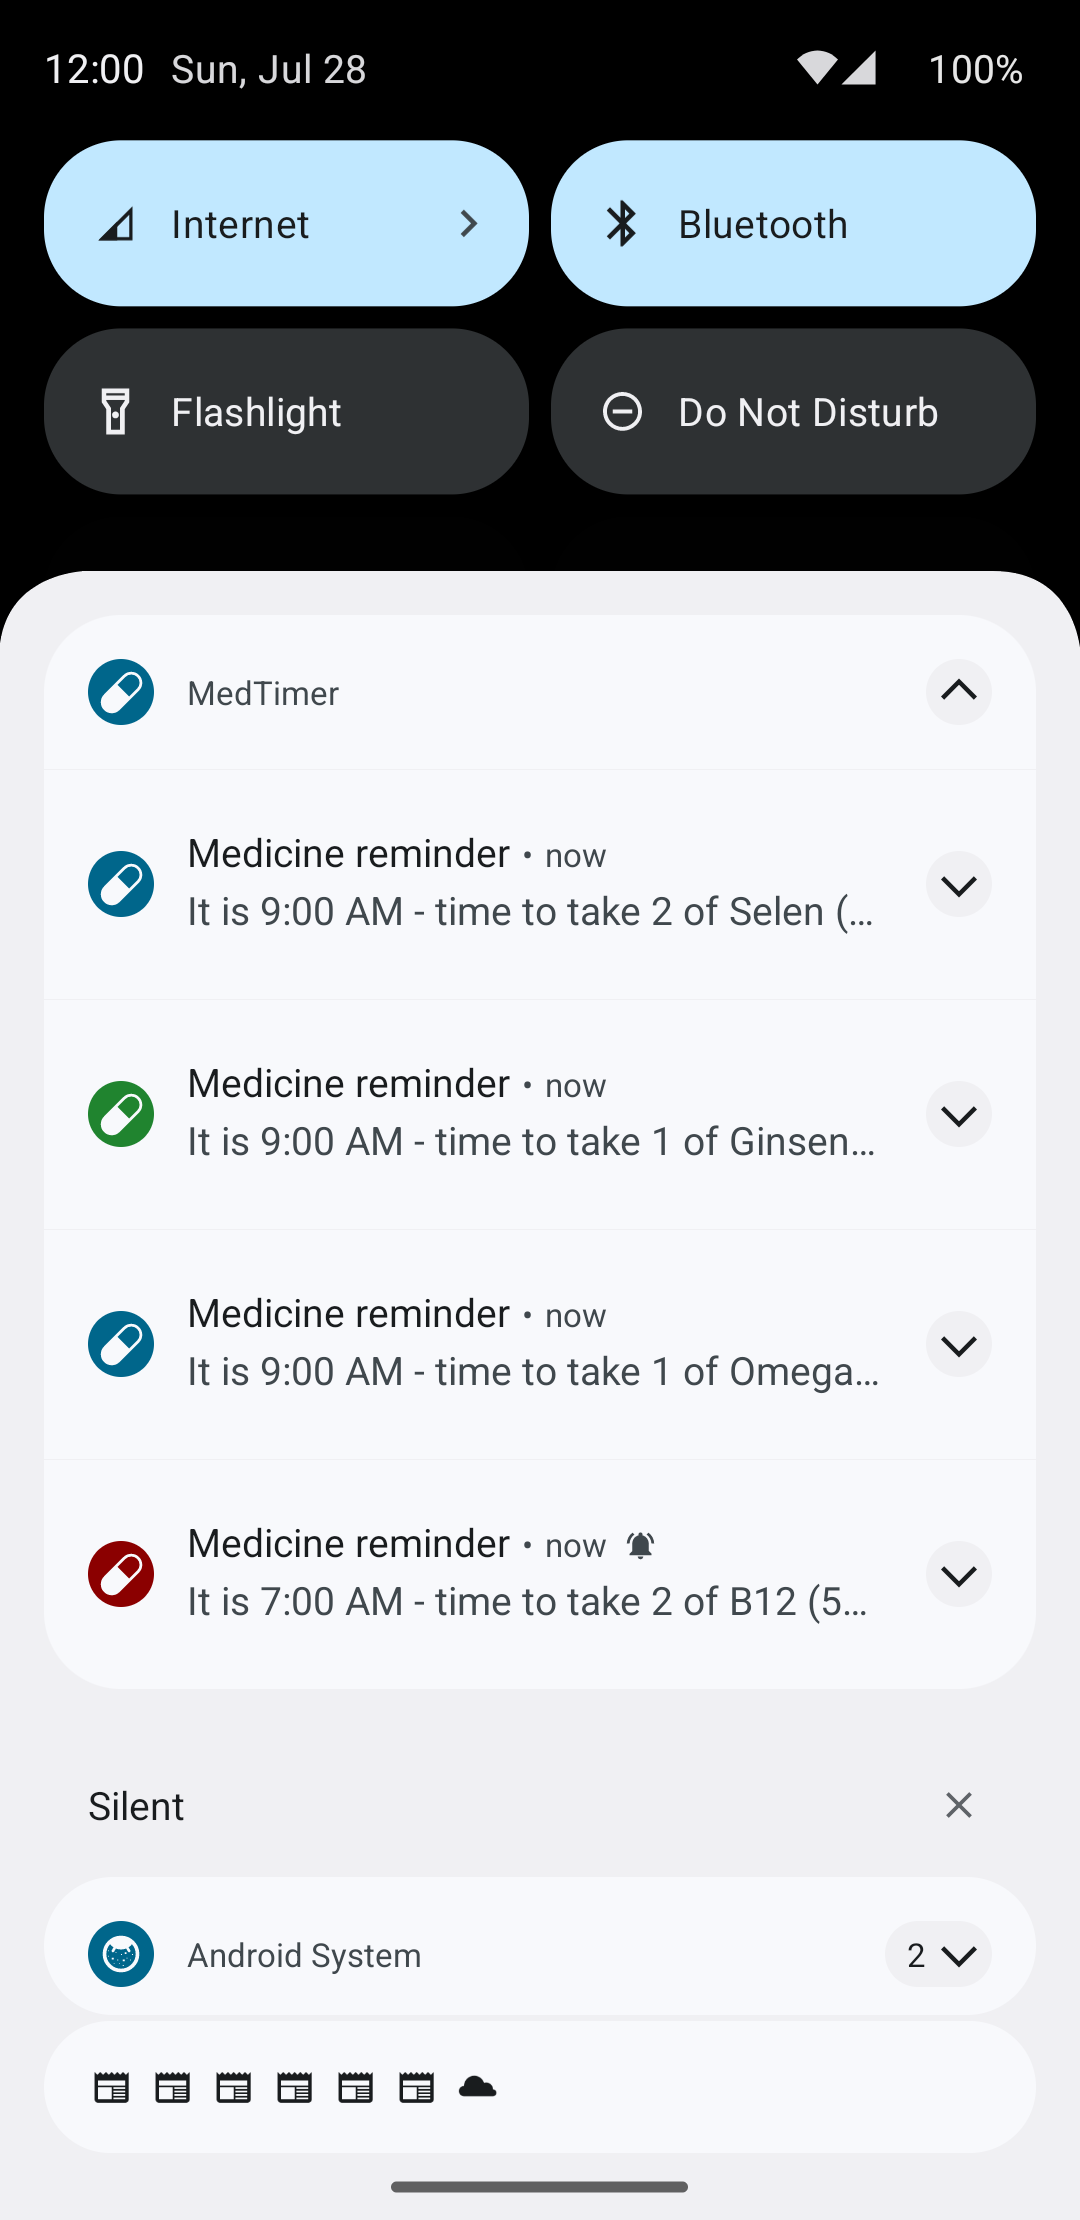 12:00 Sun, Jul 28 100%
Internet
Bluetooth
Flashlight
Do Not Disturb
MedTimer
Medicine reminder • now
It is 9:00 AM - time to take 2 of Selen (…
Medicine reminder • now
It is 9:00 AM - time to take 1 of Ginsen…
Medicine reminder • now
It is 9:00 AM - time to take 1 of Omega…
Medicine reminder • now
It is 7:00 AM - time to take 2 of B12 (5…
Silent
Android System 2